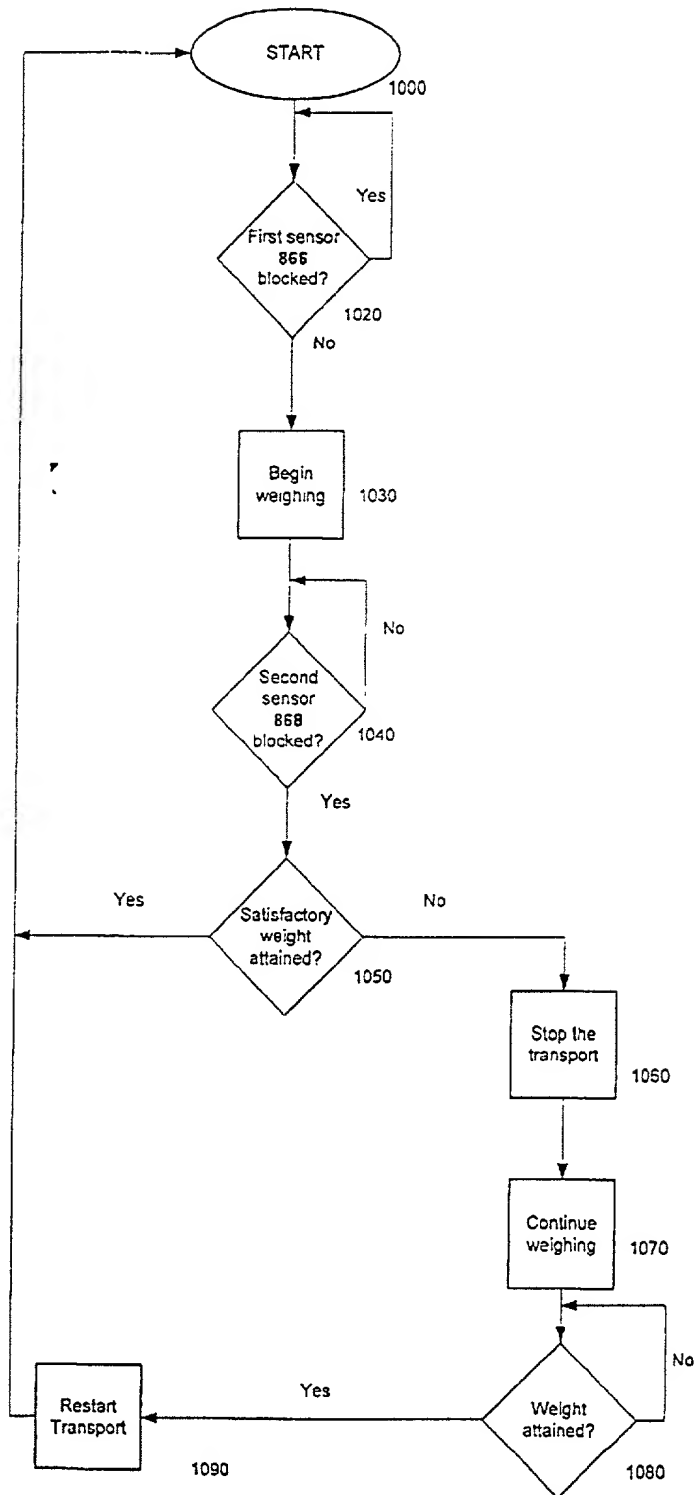 START
1000
Yes
First sensor
866
blocked?
1020
No
Begin
weighing
1030
No
Second
sensor
868
blocked?
1040
Yes
Yes
No
Satisfactory
weight
attained?
1050
Stop the
transport
1060
Continue
weighing
1070
No
Yes
Restart
Transport
Weight
attained?
1090
1080